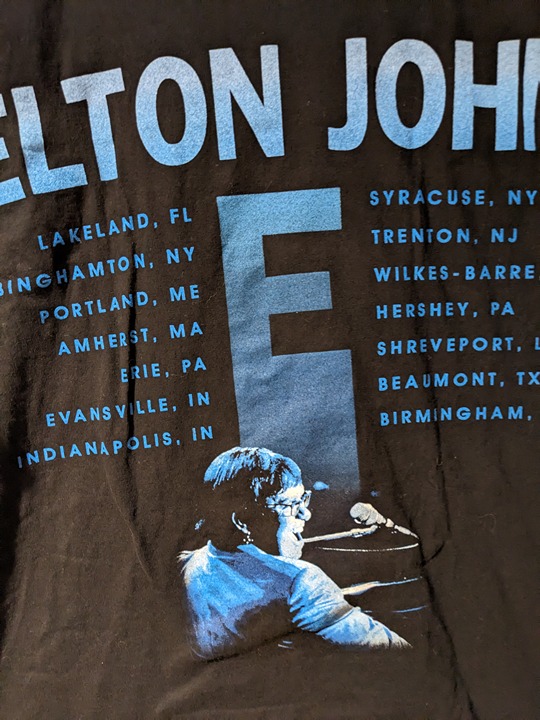 ELTON JOHN
E
LAKELAND, FL
BINGHAMTON, NY
PORTLAND, ME
AMHERST, MA
ERIE, PA
EVANSVILLE, IN
INDIANAPOLIS, IN
SYRACUSE, NY
TRENTON, NJ
WILKES-BARRE
HERSHEY, PA
SHREVEPORT, L
BEAUMONT, TX
BIRMINGHAM,